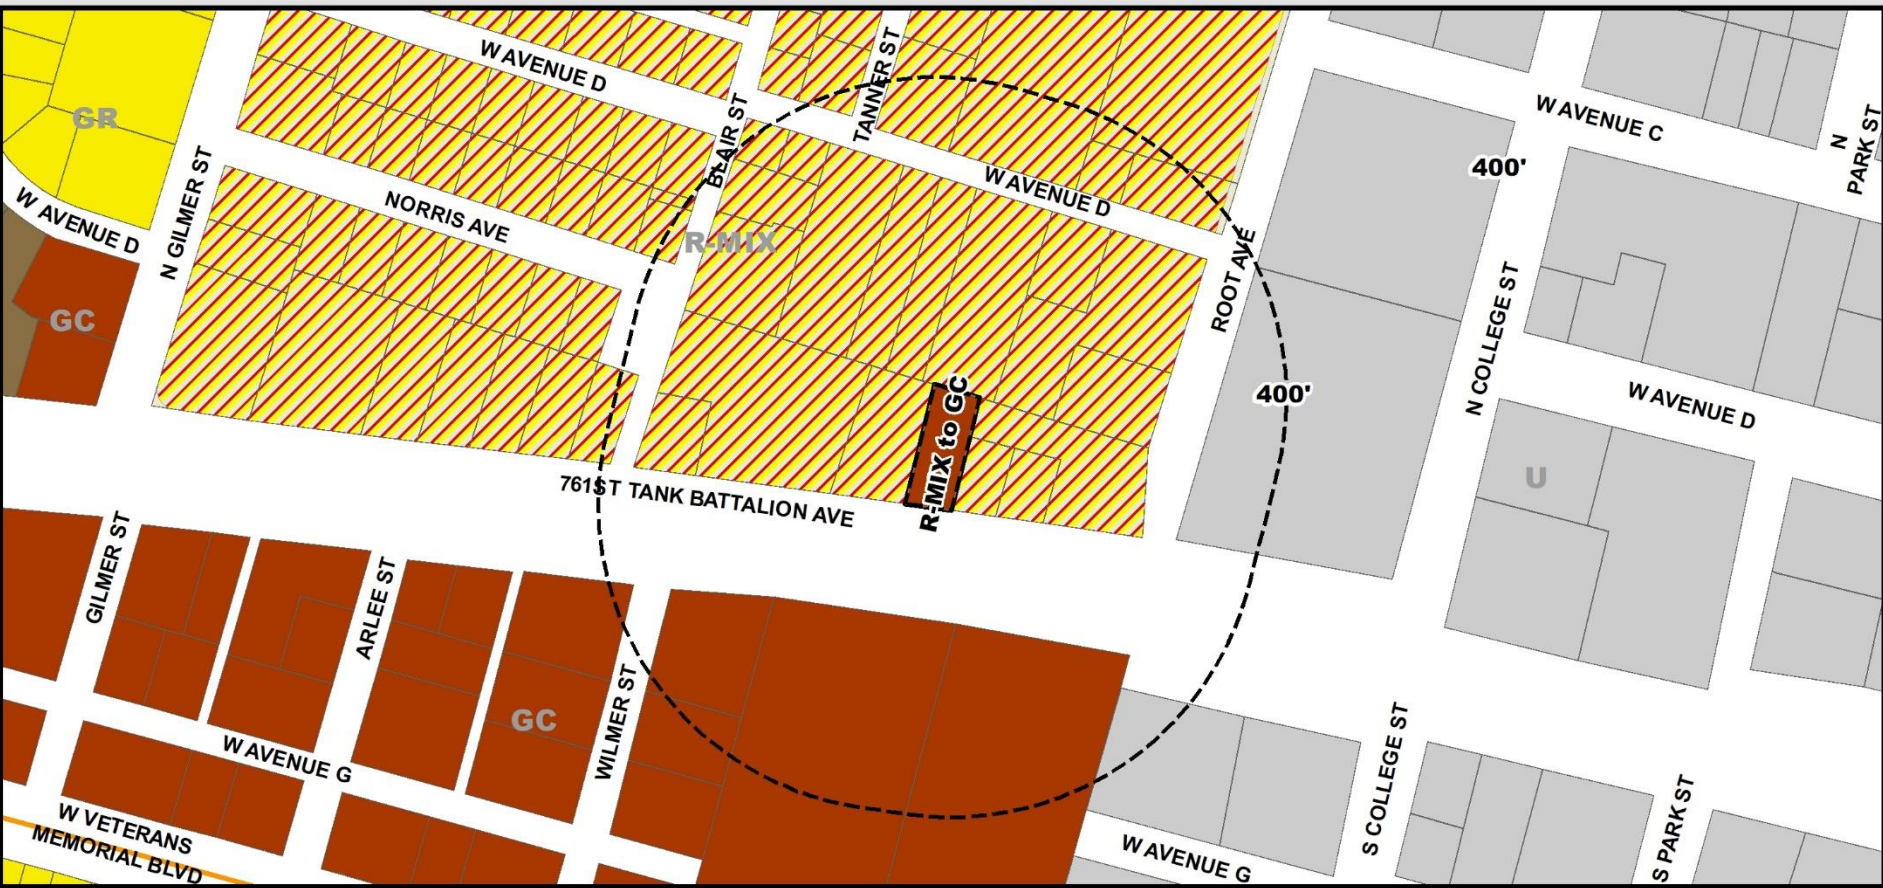 W AVENUE D
TANNER ST
BLAIR ST
GR
W AVENUE C
N
PARK ST
400'
N GILMER ST
W AVENUE D
NORRIS AVE
W AVENUE D
R-MIX
ROOT AVE
GC
N COLLEGE ST
400'
W AVENUE D
R-MIX to GC
U
761ST TANK BATTALION AVE
GILMER ST
ARLEE ST
GC
WILMER ST
W AVENUE G
S COLLEGE ST
S PARK ST
W VETERANS
MEMORIAL BLVD
W AVENUE G